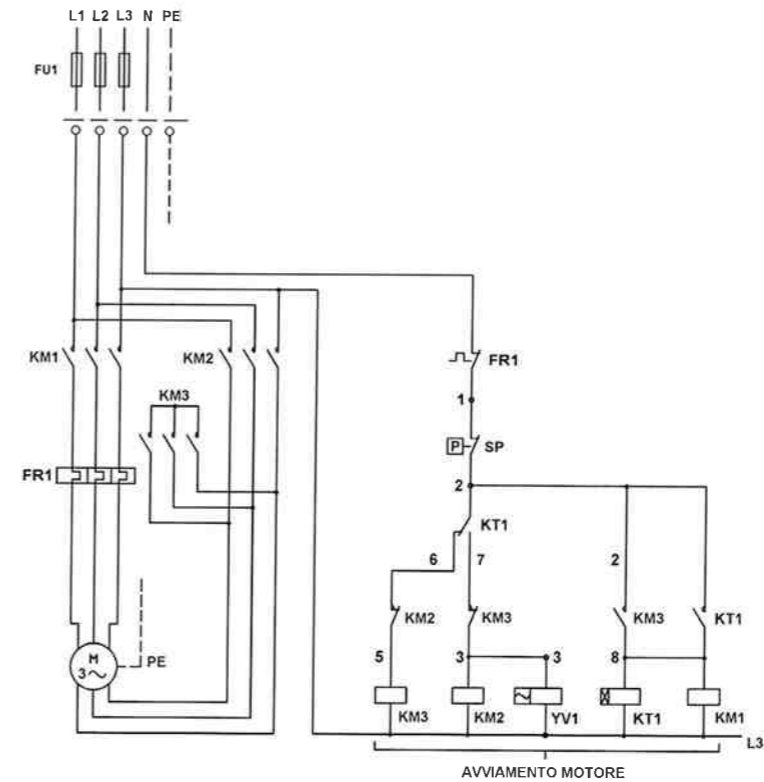 L1 L2 L3 N PE
FU1
KM1
KM2
KM3
FR1
M
3
PE
FR1
1
P
SP
2
KT1
6
7
2
KM2
KM3
KM3
KT1
5
3
3
8
KM3
KM2
YV1
KT1
KM1
L3
AVVIAMENTO MOTORE